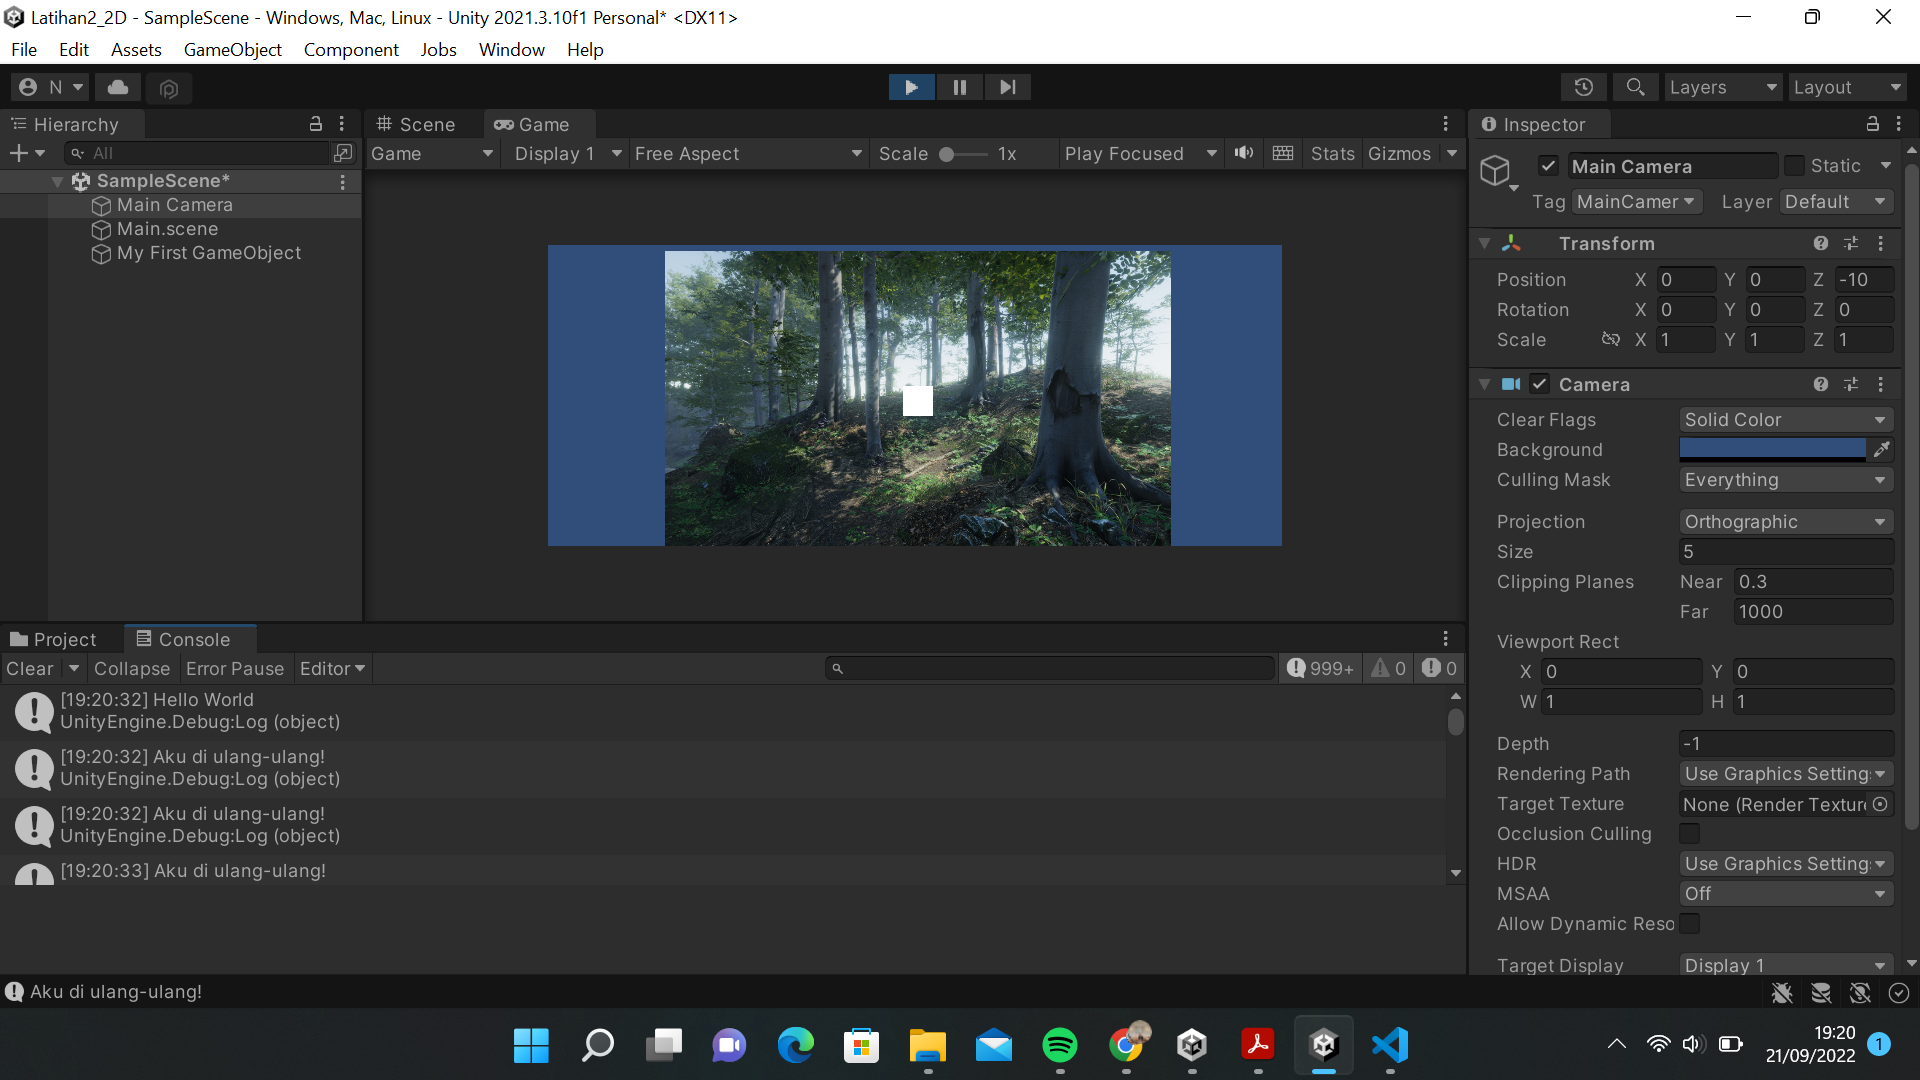 Latihan2_2D - SampleScene - Windows, Mac, Linux - Unity 2021.3.10f1 Personal* <DX11>
File Edit Assets GameObject Component Jobs Window Help
N Layers Layout
Hierarchy
All
SampleScene*
Main Camera
Main.scene
My First GameObject
Scene Game
Game Display 1 Free Aspect Scale 1x Play Focused Stats Gizmos
Inspector
Main Camera Static
Tag MainCamer Layer Default
Transform
Position X 0 Y 0 Z -10
Rotation X 0 Y 0 Z 0
Scale X 1 Y 1 Z 1
Camera
Clear Flags Solid Color
Background
Culling Mask Everything
Projection Orthographic
Size 5
Clipping Planes Near 0.3
Far 1000
Viewport Rect
X 0 Y 0
W 1 H 1
Depth -1
Rendering Path Use Graphics Setting
Target Texture None (Render Textur
Occlusion Culling
HDR Use Graphics Setting
MSAA Off
Allow Dynamic Reso
Target Display Display 1
Project Console
Clear Collapse Error Pause Editor 999+ 0 0
[19:20:32] Hello World
UnityEngine.Debug:Log (object)
[19:20:32] Aku di ulang-ulang!
UnityEngine.Debug:Log (object)
[19:20:32] Aku di ulang-ulang!
UnityEngine.Debug:Log (object)
[19:20:33] Aku di ulang-ulang!
Aku di ulang-ulang!
19:20
21/09/2022 1